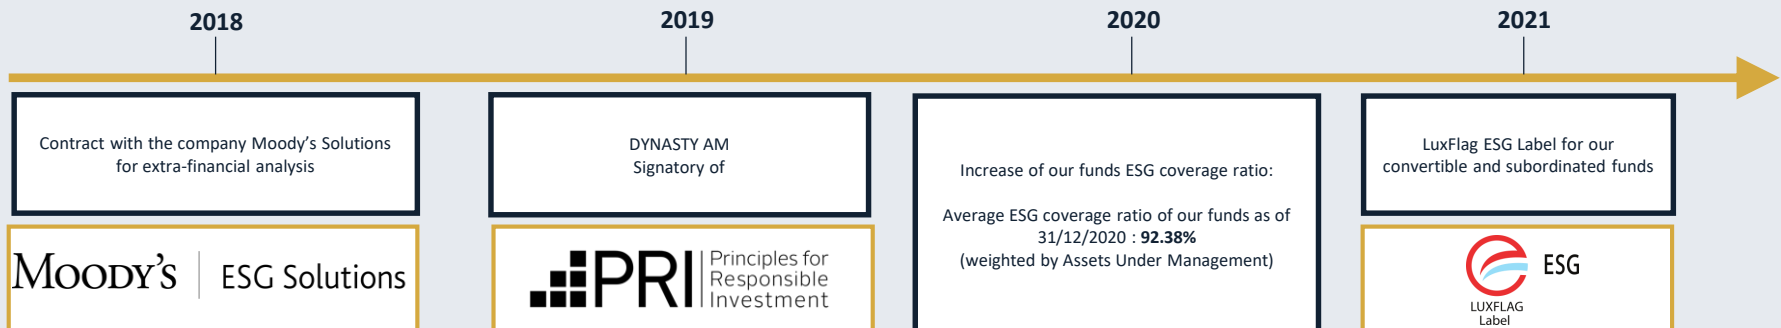 2018
2019
2020
2021
Contract with the company Moody's Solutions
for extra-financial analysis
MOODY'S
ESG Solutions
DYNASTY AM
Signatory of
PRI
Principles for
Responsible
Investment
Increase of our funds ESG coverage ratio:
Average ESG coverage ratio of our funds as of
31/12/2020 : 92.38%
(weighted by Assets Under Management)
LuxFlag ESG Label for our
convertible and subordinated funds
ESG
LUXFLAG
Label